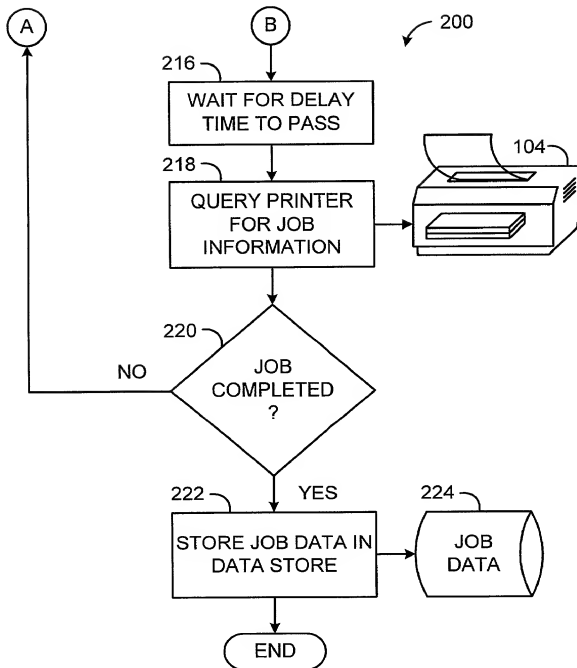 A
B
200
216
WAIT FOR DELAY
TIME TO PASS
218
QUERY PRINTER
FOR JOB
INFORMATION
104
220
JOB
COMPLETED
?
NO
YES
222
STORE JOB DATA IN
DATA STORE
224
JOB
DATA
END